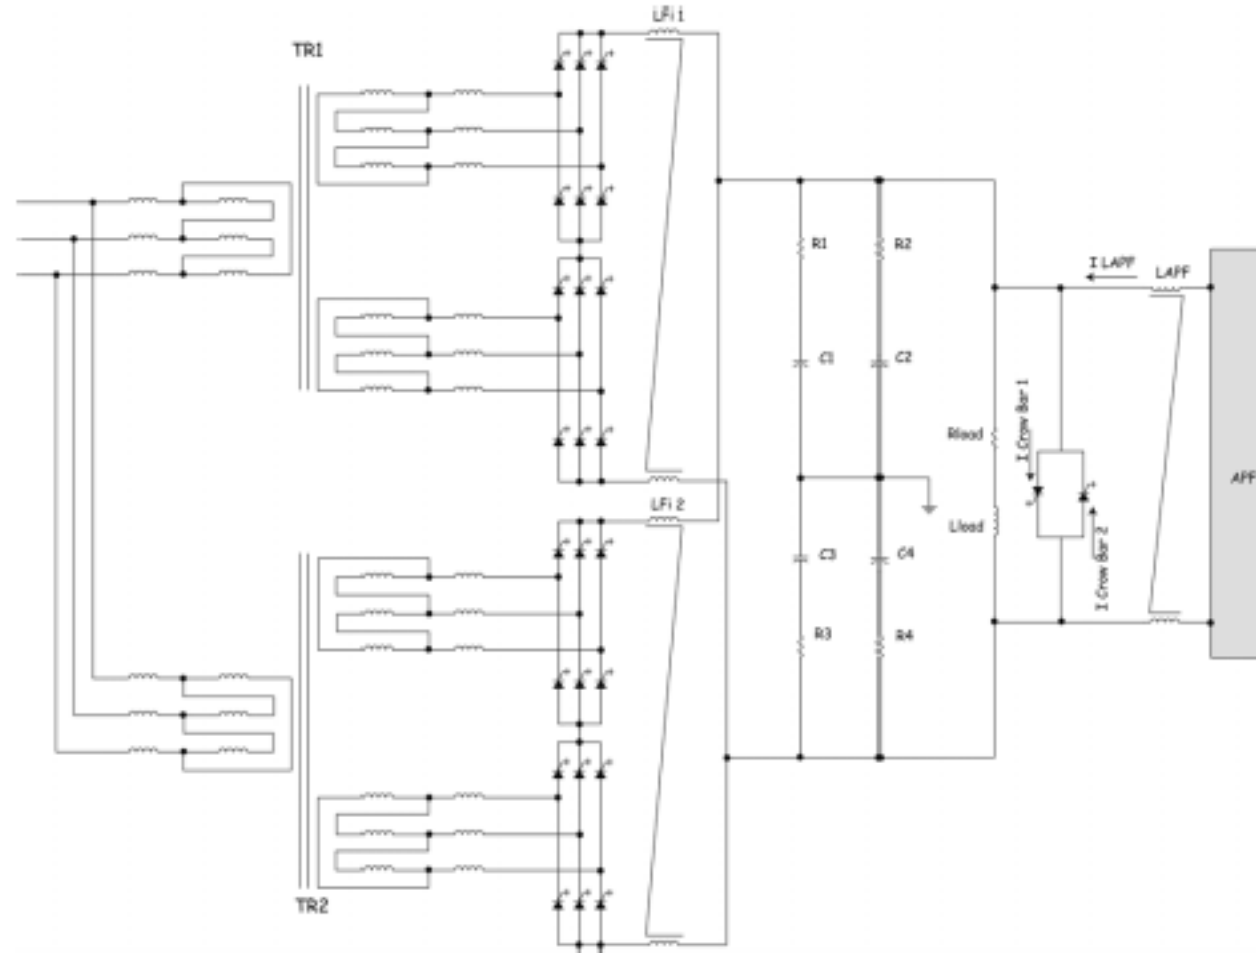 LFi 1
TR1
R1
R2
I LAPF
LAPF
C1
C2
I Crow Bar 1
Rload
APF
LFi 2
Lload
C3
C4
I Crow Bar 2
R3
R4
TR2